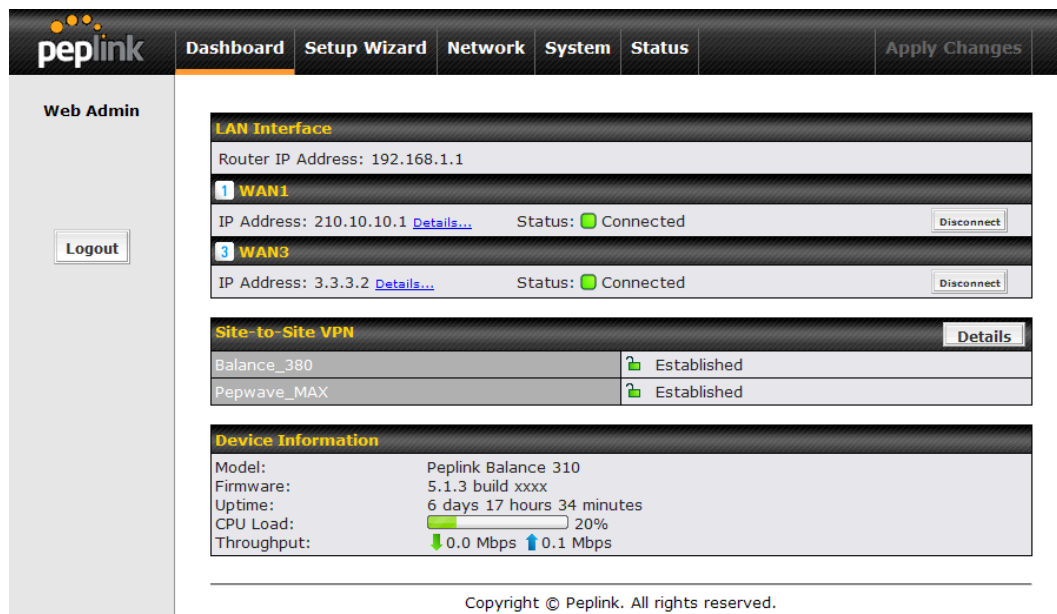 peplink
Dashboard Setup Wizard Network System Status Apply Changes
Web Admin
Logout
LAN Interface
Router IP Address: 192.168.1.1
1 WAN1
IP Address: 210.10.10.1 Details... Status: Connected Disconnect
3 WAN3
IP Address: 3.3.3.2 Details... Status: Connected Disconnect
Site-to-Site VPN Details
Balance_380 Established
Pepwave_MAX Established
Device Information
Model: Peplink Balance 310
Firmware: 5.1.3 build xxxx
Uptime: 6 days 17 hours 34 minutes
CPU Load: 20%
Throughput: 0.0 Mbps 0.1 Mbps
Copyright © Peplink. All rights reserved.